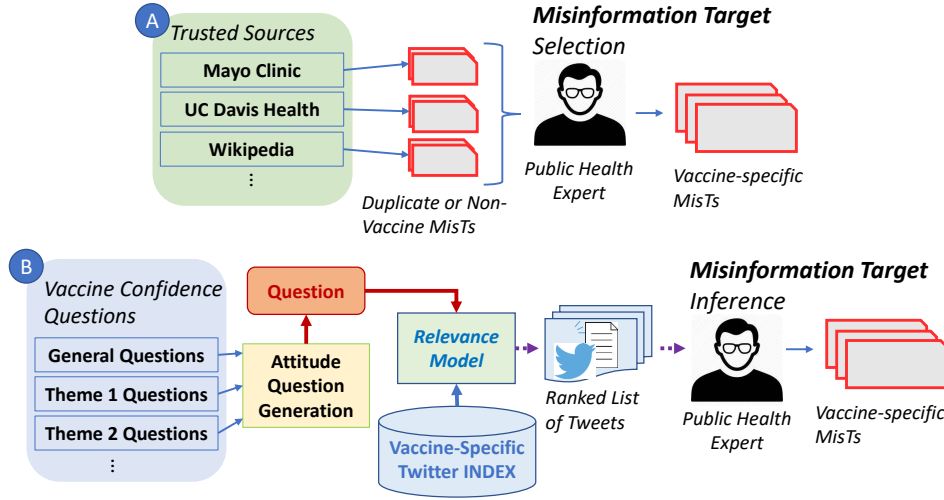 A
Trusted Sources
Mayo Clinic
UC Davis Health
Wikipedia
⋮
Duplicate or Non-
Vaccine MisTs
Misinformation Target
Selection
Public Health
Expert
Vaccine-specific
MisTs
B
Vaccine Confidence
Questions
General Questions
Theme 1 Questions
Theme 2 Questions
⋮
Question
Attitude
Question
Generation
Relevance
Model
Vaccine-Specific
Twitter INDEX
Ranked List
of Tweets
Misinformation Target
Inference
Public Health
Expert
Vaccine-specific
MisTs